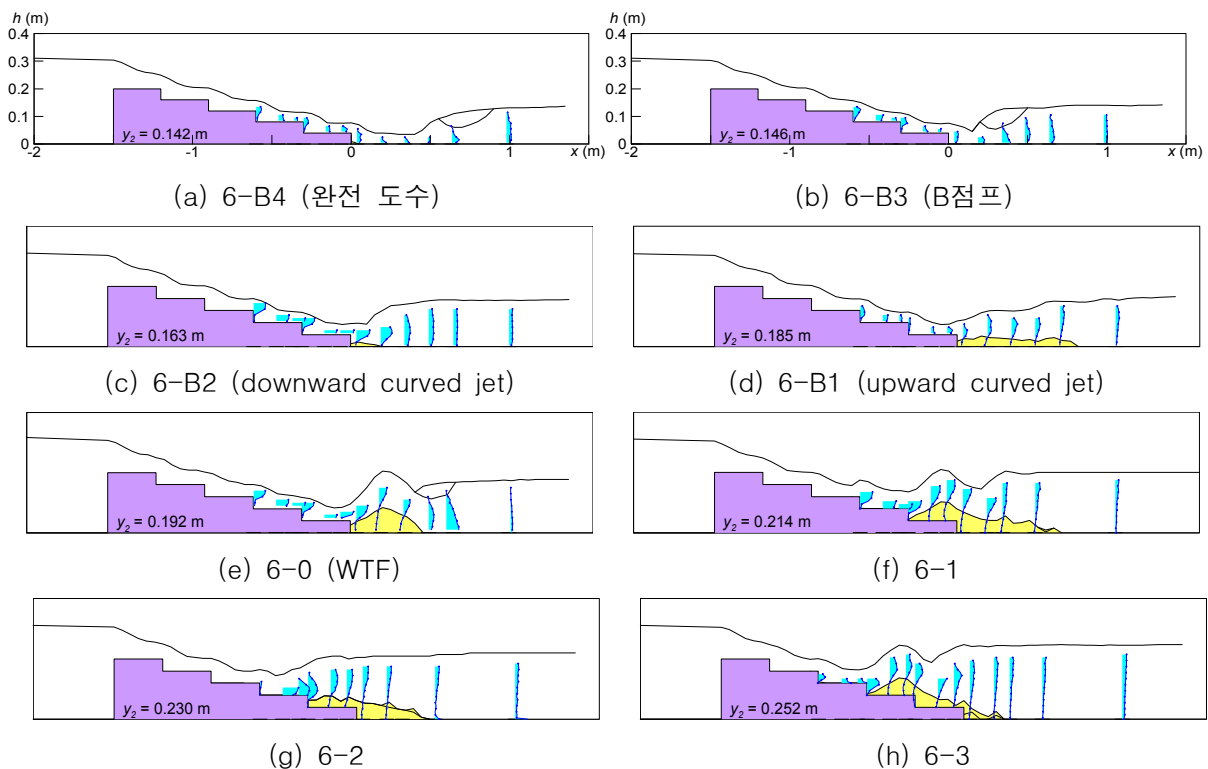 h (m) h (m)
0.4 0.4
0.3 0.3
0.2 0.2
0.1 0.1
0 0
y2 = 0.142 m y2 = 0.146 m
-2 -1 0 1 x (m) -2 -1 0 1 x (m)
(a) 6-B4 (완전 도수) (b) 6-B3 (B점프)
y2 = 0.163 m y2 = 0.185 m
(c) 6-B2 (downward curved jet) (d) 6-B1 (upward curved jet)
y2 = 0.192 m y2 = 0.214 m
(e) 6-0 (WTF) (f) 6-1
y2 = 0.230 m y2 = 0.252 m
(g) 6-2 (h) 6-3